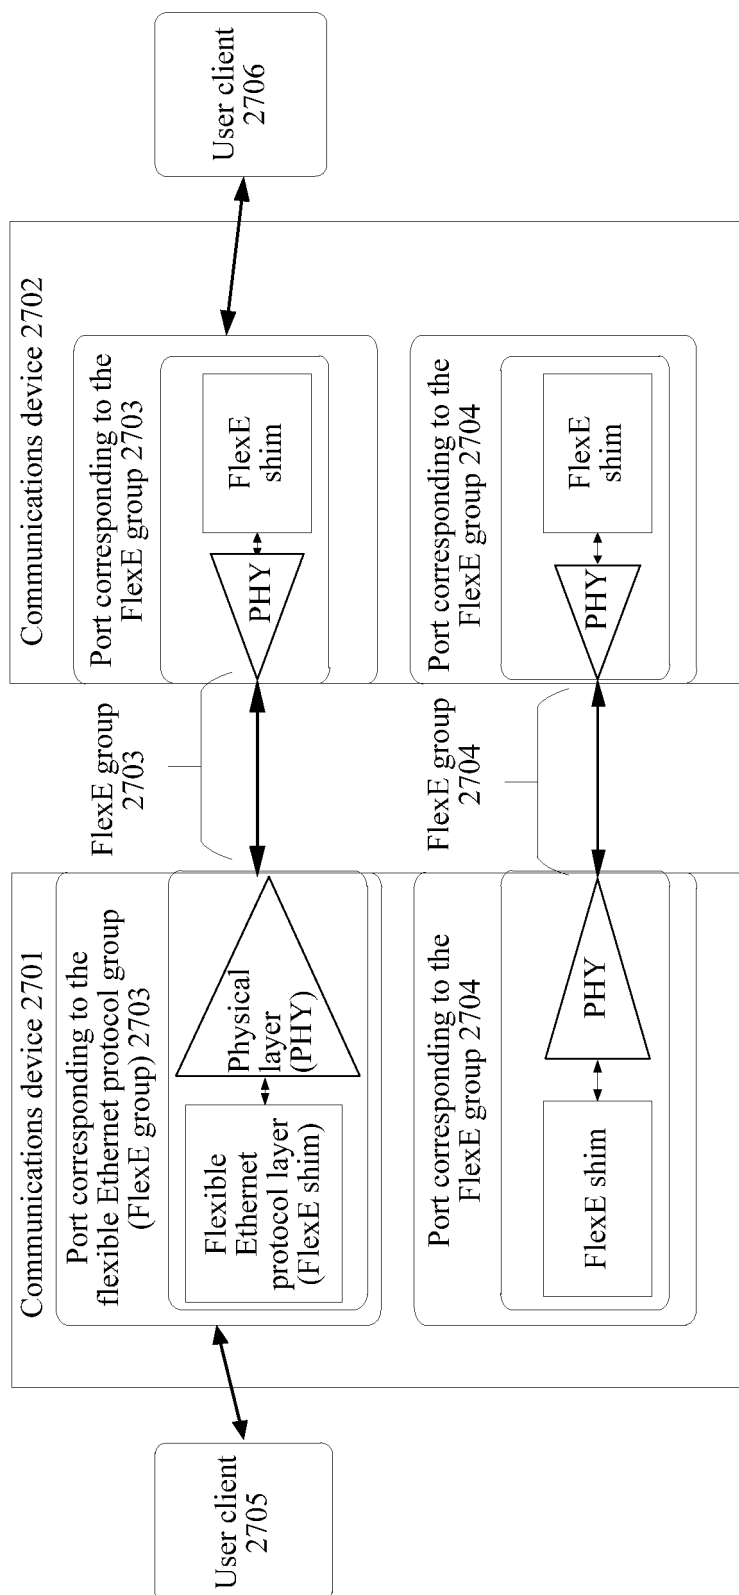 User client
2705
Communications device 2701
Port corresponding to the
flexible Ethernet protocol group
(FlexE group) 2703
Flexible
Ethernet
protocol layer
(FlexE shim)
Physical
layer
(PHY)
Port corresponding to the
FlexE group 2704
FlexE shim
PHY
FlexE group
2703
FlexE group
2704
Communications device 2702
Port corresponding to the
FlexE group 2703
PHY
FlexE
shim
Port corresponding to the
FlexE group 2704
PHY
FlexE
shim
User client
2706